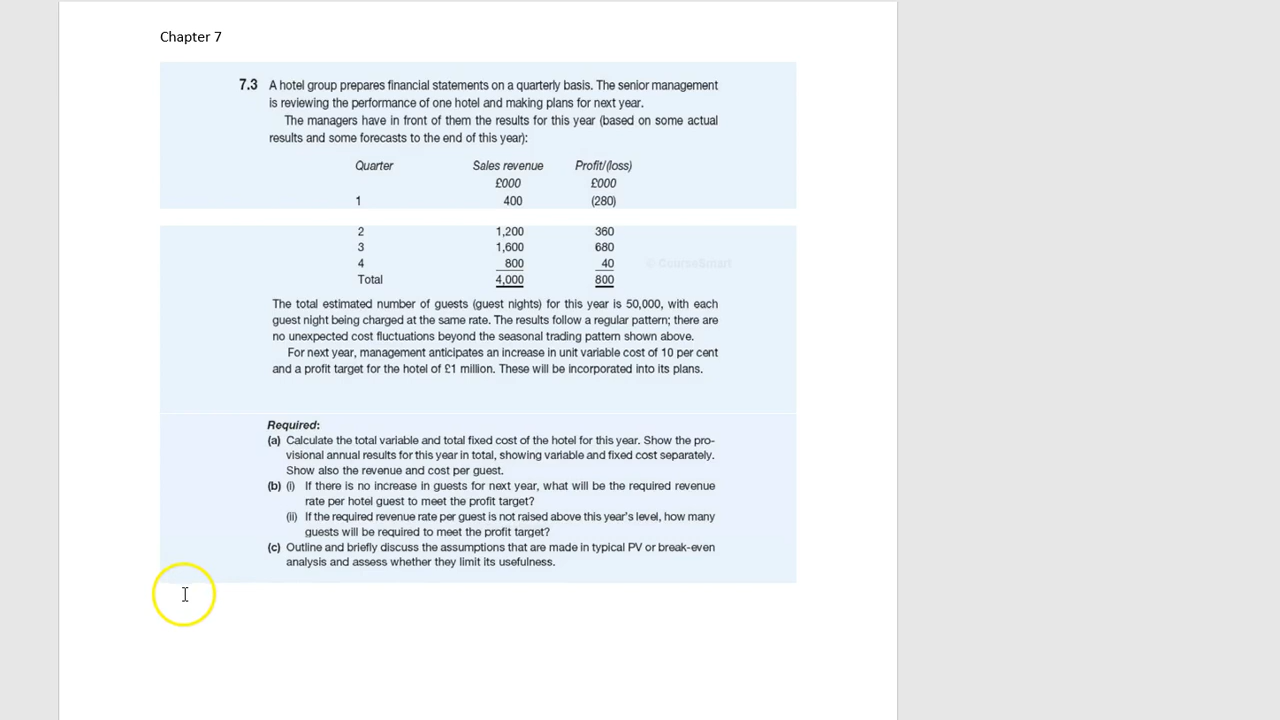 Chapter 7
7.3 A hotel group prepares financial statements on a quarterly basis. The senior management
is reviewing the performance of one hotel and making plans for next year.
The managers have in front of them the results for this year (based on some actual
results and some forecasts to the end of this year):
Quarter Sales revenue Profit/(loss)
£000 £000
1 400 (280)
2 1,200 360
3 1,600 680
4 800 40
© CourseSmart
Total 4,000 800
The total estimated number of guests (guest nights) for this year is 50,000, with each
guest night being charged at the same rate. The results follow a regular pattern; there are
no unexpected cost fluctuations beyond the seasonal trading pattern shown above.
For next year, management anticipates an increase in unit variable cost of 10 per cent
and a profit target for the hotel of £1 million. These will be incorporated into its plans.
Required:
(a) Calculate the total variable and total fixed cost of the hotel for this year. Show the pro-
visional annual results for this year in total, showing variable and fixed cost separately.
Show also the revenue and cost per guest.
(b) (i) If there is no increase in guests for next year, what will be the required revenue
rate per hotel guest to meet the profit target?
(ii) If the required revenue rate per guest is not raised above this year's level, how many
guests will be required to meet the profit target?
(c) Outline and briefly discuss the assumptions that are made in typical PV or break-even
analysis and assess whether they limit its usefulness.